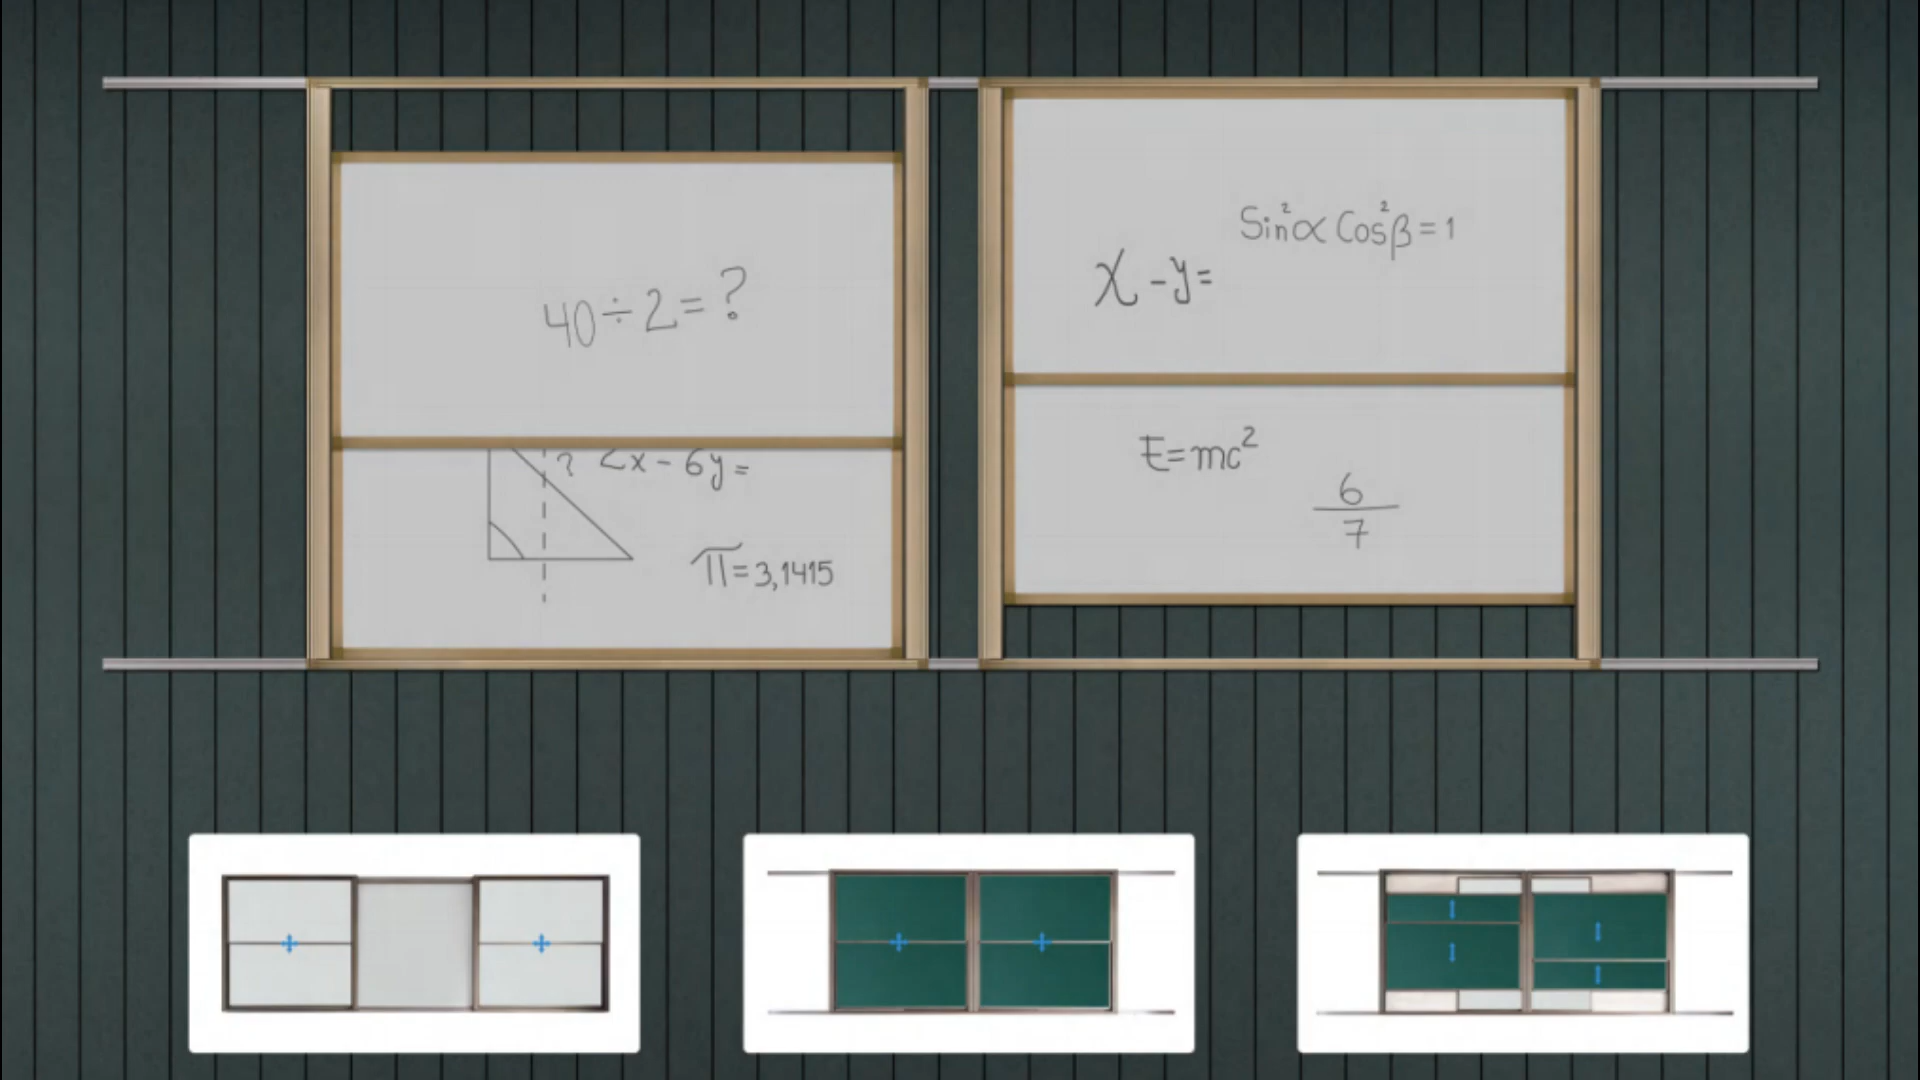 40÷2=?
? 2x-6y=
π=3,1415
Sin²α Cos²β=1
x-y=
E=mc²
6
7